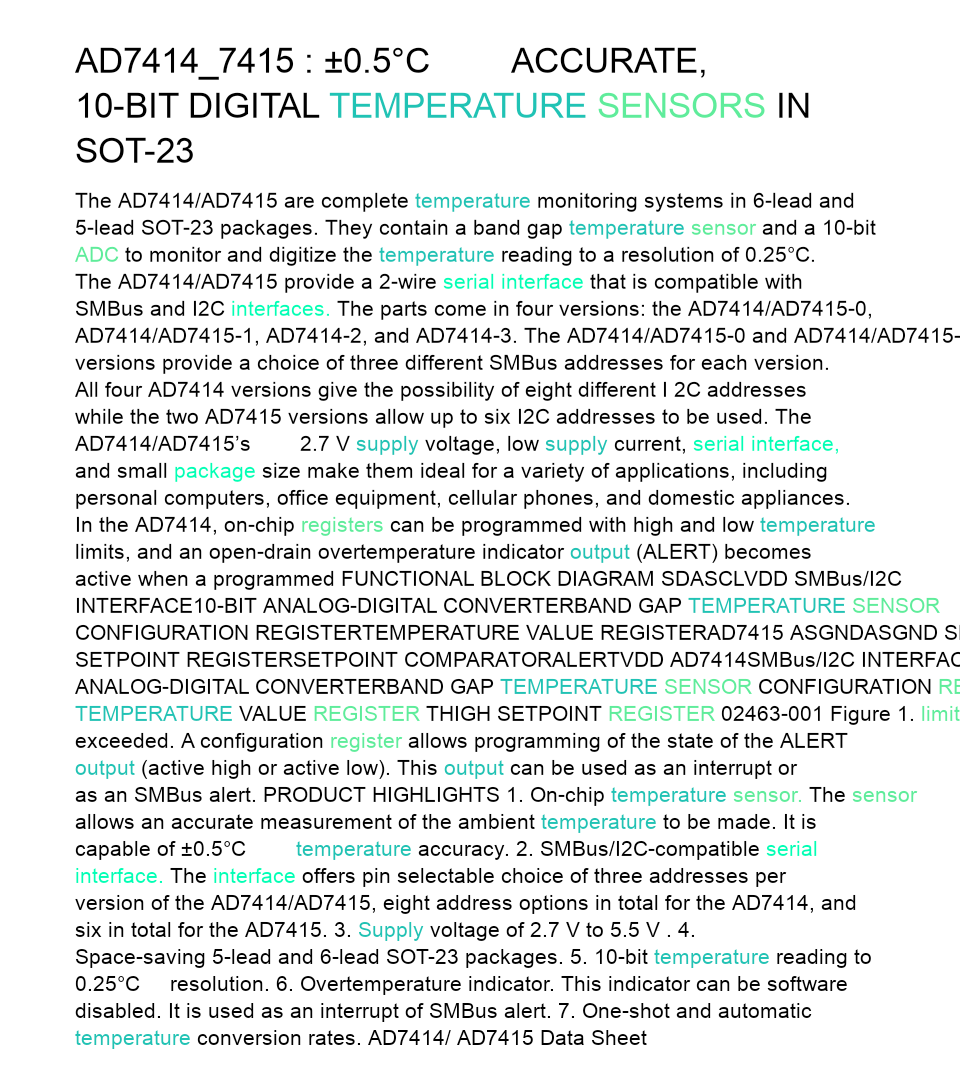 AD7414_7415 : ±0.5°C ACCURATE,
10-BIT DIGITAL TEMPERATURE SENSORS IN
SOT-23
The AD7414/AD7415 are complete temperature monitoring systems in 6-lead and
5-lead SOT-23 packages. They contain a band gap temperature sensor and a 10-bit
ADC to monitor and digitize the temperature reading to a resolution of 0.25°C.
The AD7414/AD7415 provide a 2-wire serial interface that is compatible with
SMBus and I2C interfaces. The parts come in four versions: the AD7414/AD7415-0,
AD7414/AD7415-1, AD7414-2, and AD7414-3. The AD7414/AD7415-0 and AD7414/AD7415-
versions provide a choice of three different SMBus addresses for each version.
All four AD7414 versions give the possibility of eight different I 2C addresses
while the two AD7415 versions allow up to six I2C addresses to be used. The
AD7414/AD7415’s 2.7 V supply voltage, low supply current, serial interface,
and small package size make them ideal for a variety of applications, including
personal computers, office equipment, cellular phones, and domestic appliances.
In the AD7414, on-chip registers can be programmed with high and low temperature
limits, and an open-drain overtemperature indicator output (ALERT) becomes
active when a programmed FUNCTIONAL BLOCK DIAGRAM SDASCLVDD SMBus/I2C
INTERFACE10-BIT ANALOG-DIGITAL CONVERTERBAND GAP TEMPERATURE SENSOR
CONFIGURATION REGISTERTEMPERATURE VALUE REGISTERAD7415 ASGNDASGND
SETPOINT REGISTERSETPOINT COMPARATORALERTVDD AD7414SMBus/I2C INTERFAC
ANALOG-DIGITAL CONVERTERBAND GAP TEMPERATURE SENSOR CONFIGURATION
TEMPERATURE VALUE REGISTER THIGH SETPOINT REGISTER 02463-001 Figure 1. limit
exceeded. A configuration register allows programming of the state of the ALERT
output (active high or active low). This output can be used as an interrupt or
as an SMBus alert. PRODUCT HIGHLIGHTS 1. On-chip temperature sensor. The sensor
allows an accurate measurement of the ambient temperature to be made. It is
capable of ±0.5°C temperature accuracy. 2. SMBus/I2C-compatible serial
interface. The interface offers pin selectable choice of three addresses per
version of the AD7414/AD7415, eight address options in total for the AD7414, and
six in total for the AD7415. 3. Supply voltage of 2.7 V to 5.5 V . 4.
Space-saving 5-lead and 6-lead SOT-23 packages. 5. 10-bit temperature reading to
0.25°C resolution. 6. Overtemperature indicator. This indicator can be software
disabled. It is used as an interrupt of SMBus alert. 7. One-shot and automatic
temperature conversion rates. AD7414/ AD7415 Data Sheet